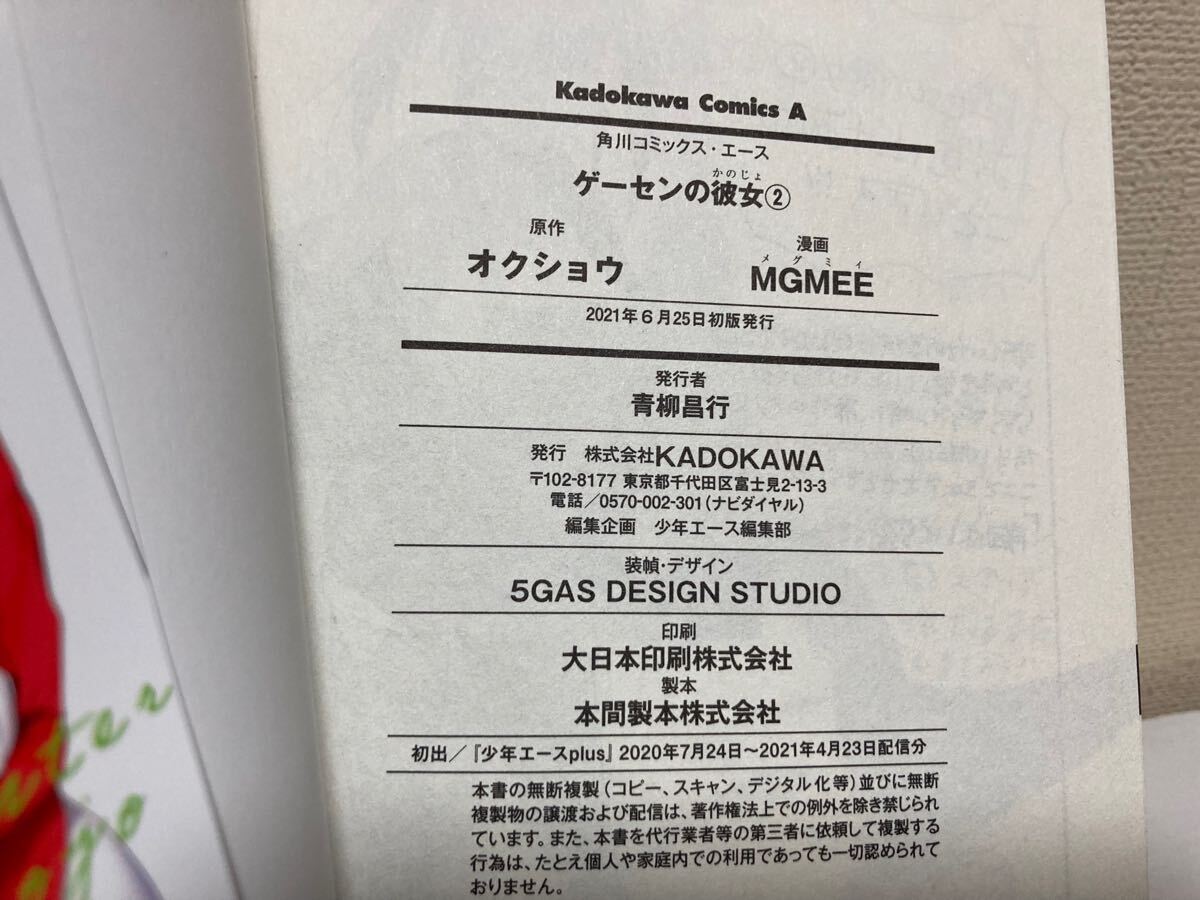 Kadokawa Comics A
角川コミックス・エース
かのじょ
ゲーセンの彼女②
原作
オクショウ
漫画
メグミィ
MGMEE
2021年6月25日初版発行
発行者
青柳昌行
発行 株式会社KADOKAWA
〒102-8177 東京都千代田区富士見2-13-3
電話／0570-002-301（ナビダイヤル）
編集企画 少年エース編集部
装幀・デザイン
5GAS DESIGN STUDIO
印刷
大日本印刷株式会社
製本
本間製本株式会社
初出／『少年エースplus』2020年7月24日～2021年4月23日配信分
本書の無断複製（コピー、スキャン、デジタル化等）並びに無断
複製物の譲渡および配信は、著作権法上での例外を除き禁じられ
ています。また、本書を代行業者等の第三者に依頼して複製する
行為は、たとえ個人や家庭内での利用であっても一切認められて
おりません。